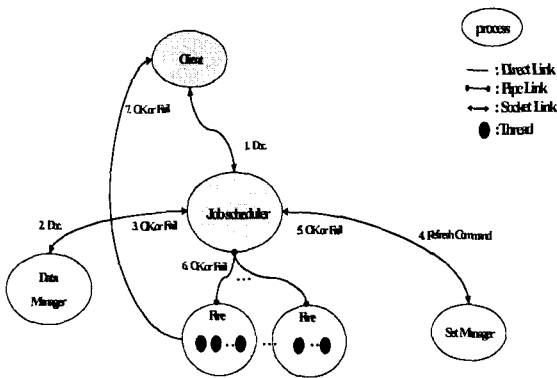 process
: Direct Link
: Pipe Link
: Socket Link
: Thread
Client
7. OK or Fail
1. Doc.
Job scheduler
2. Doc.
3. OK or Fail
5. OK or Fail
4. Refresh Command
6. OK or Fail
...
Data
Manager
Fire
Fire
...
...
...
Set Manager